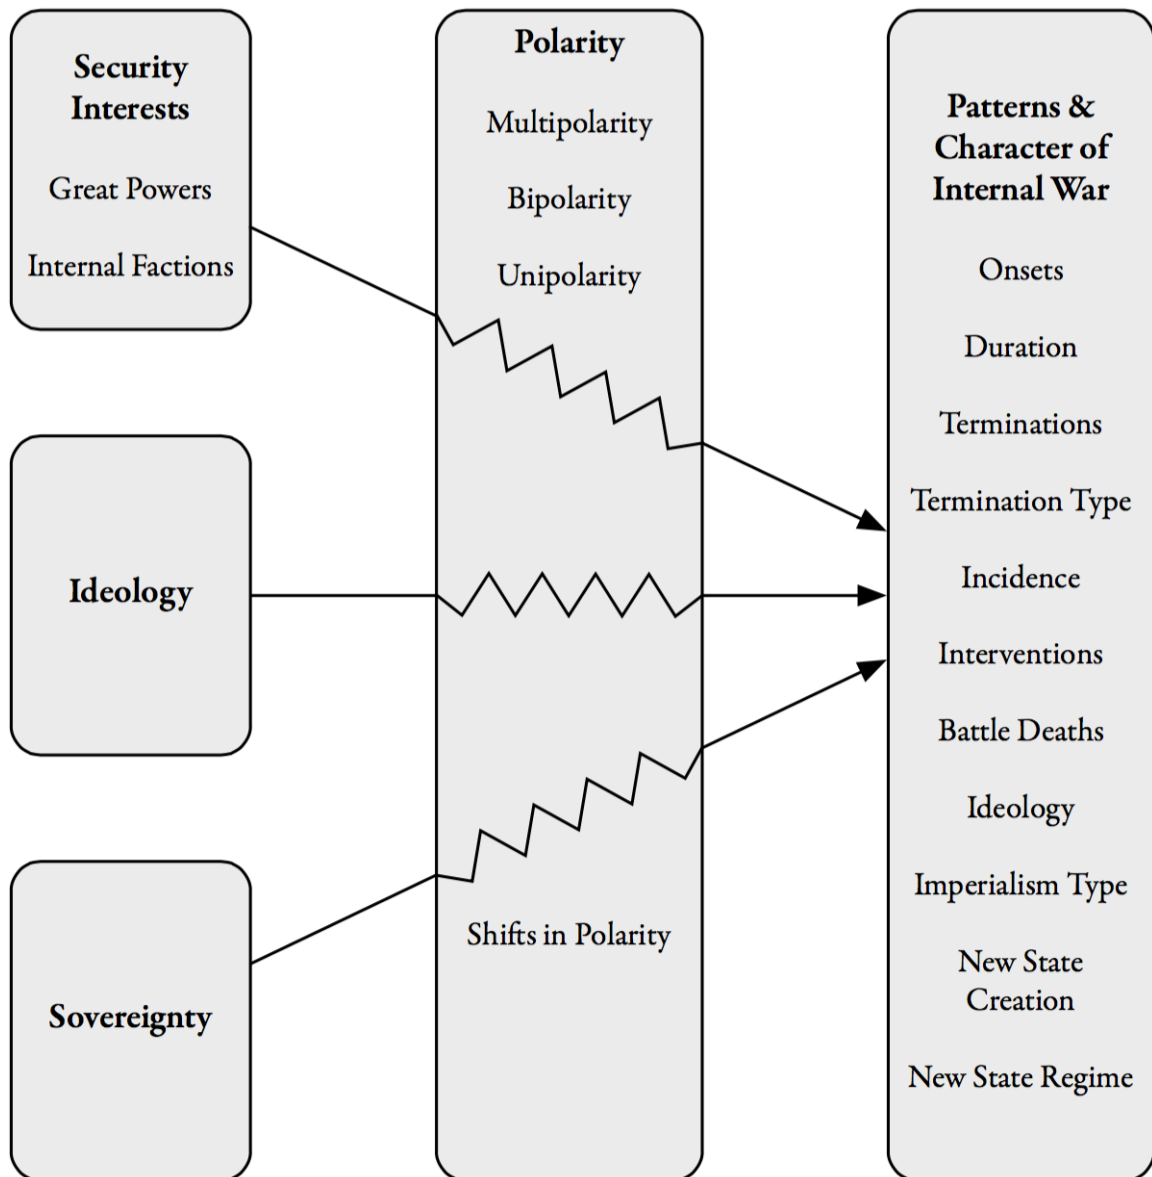 Security
Interests
Great Powers
Internal Factions
Ideology
Sovereignty
Polarity
Multipolarity
Bipolarity
Unipolarity
Shifts in Polarity
Patterns &
Character of
Internal War
Onsets
Duration
Terminations
Termination Type
Incidence
Interventions
Battle Deaths
Ideology
Imperialism Type
New State
Creation
New State Regime